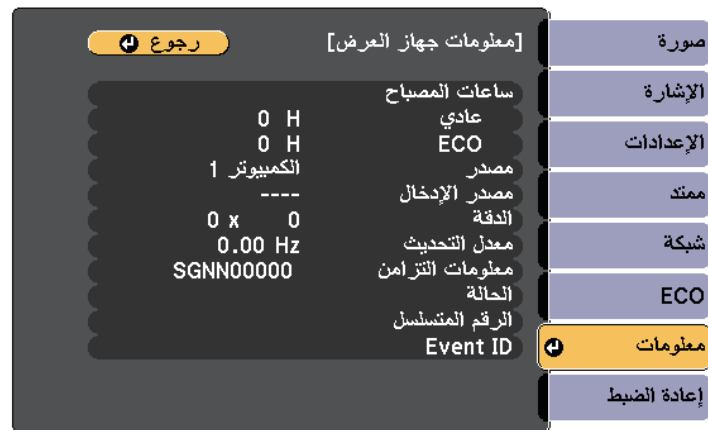 [معلومات جهاز العرض]
رجوع
ساعات المصباح
عادي 0 H
ECO 0 H
مصدر الكمبيوتر 1
مصدر الإدخال ----
الدقة 0 x 0
معدل التحديث 0.00 Hz
معلومات التزامن SGNN00000
الحالة
الرقم المتسلسل
Event ID
صورة
الإشارة
الإعدادات
ممتد
شبكة
ECO
معلومات
إعادة الضبط